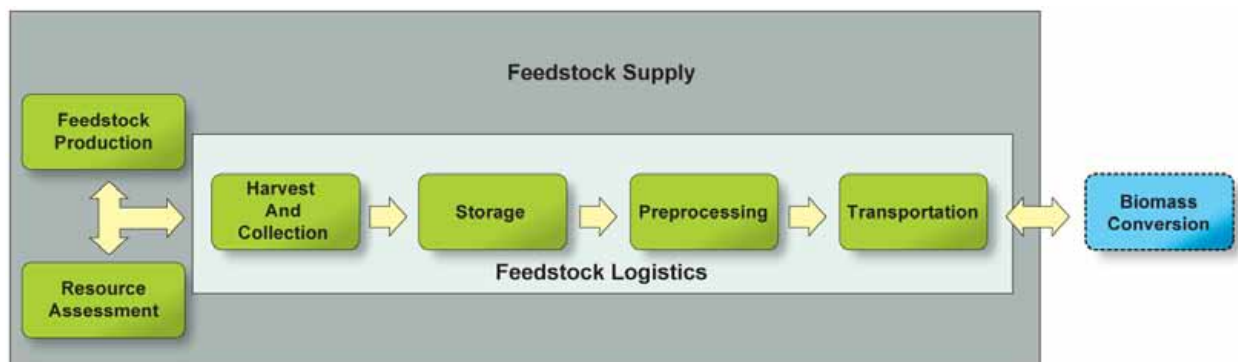 Feedstock Supply
Feedstock
Production
Resource
Assessment
Harvest
And
Collection
Storage
Preprocessing
Transportation
Feedstock Logistics
Biomass
Conversion